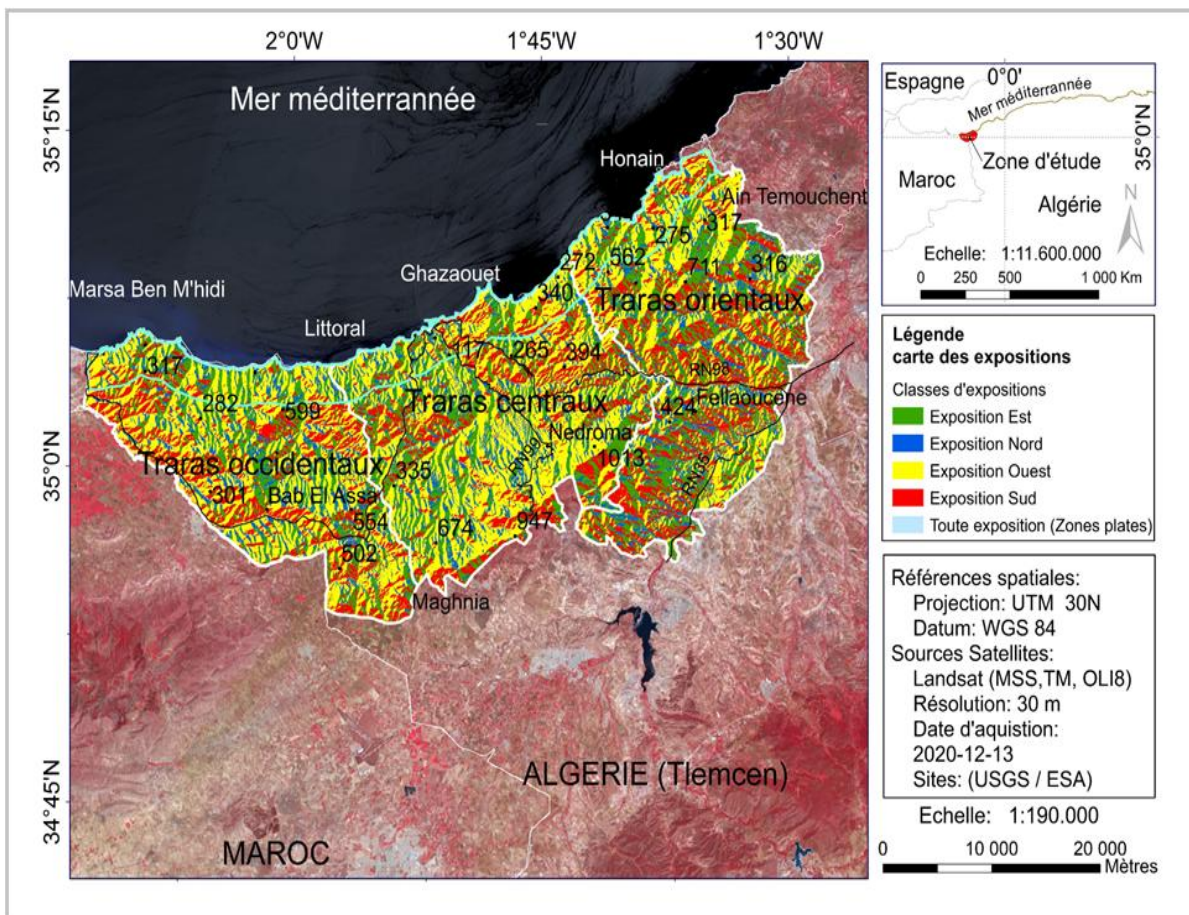 2°0'W 1°45'W 1°30'W
35°15'N
35°0'N
34°45'N
Mer méditerrannée
Honain
Ain Temouchent
317
275
272 562
711 316
Ghazaouet
340
Traras orientaux
Marsa Ben M'hidi
Littoral
317
117 265 394
RN98
282 599
Traras centraux
424 Fellaoucene
Nedroma
RN99
1013
Traras occidentaux
335
RN35
301 Bab El Assa
554
674 947
502
Maghnia
ALGERIE (Tlemcen)
MAROC
Espagne 0°0'
Mer méditerrannée
35°0'N
Zone d'étude
Maroc
Algérie
N
Echelle: 1:11.600.000
0 250 500 1 000 Km
Légende
carte des expositions
Classes d'expositions
Exposition Est
Exposition Nord
Exposition Ouest
Exposition Sud
Toute exposition (Zones plates)
Références spatiales:
Projection: UTM 30N
Datum: WGS 84
Sources Satellites:
Landsat (MSS,TM, OLI8)
Résolution: 30 m
Date d'aquistion:
2020-12-13
Sites: (USGS / ESA)
Echelle: 1:190.000
0 10 000 20 000
Mètres